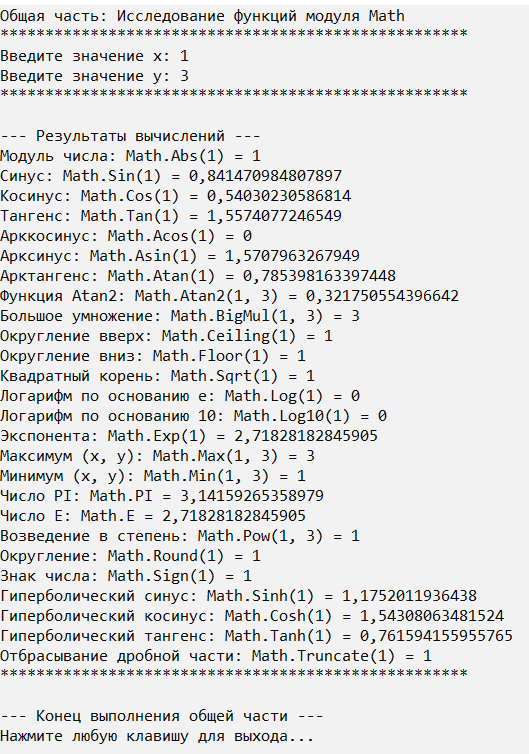 Общая часть: Исследование функций модуля Math
****************************************************
Введите значение x: 1
Введите значение y: 3
****************************************************
--- Результаты вычислений ---
Модуль числа: Math.Abs(1) = 1
Синус: Math.Sin(1) = 0,841470984807897
Косинус: Math.Cos(1) = 0,54030230586814
Тангенс: Math.Tan(1) = 1,5574077246549
Арккосинус: Math.Acos(1) = 0
Арксинус: Math.Asin(1) = 1,5707963267949
Арктангенс: Math.Atan(1) = 0,785398163397448
Функция Atan2: Math.Atan2(1, 3) = 0,321750554396642
Большое умножение: Math.BigMul(1, 3) = 3
Округление вверх: Math.Ceiling(1) = 1
Округление вниз: Math.Floor(1) = 1
Квадратный корень: Math.Sqrt(1) = 1
Логарифм по основанию e: Math.Log(1) = 0
Логарифм по основанию 10: Math.Log10(1) = 0
Экспонента: Math.Exp(1) = 2,71828182845905
Максимум (x, y): Math.Max(1, 3) = 3
Минимум (x, y): Math.Min(1, 3) = 1
Число PI: Math.PI = 3,14159265358979
Число E: Math.E = 2,71828182845905
Возведение в степень: Math.Pow(1, 3) = 1
Округление: Math.Round(1) = 1
Знак числа: Math.Sign(1) = 1
Гиперболический синус: Math.Sinh(1) = 1,1752011936438
Гиперболический косинус: Math.Cosh(1) = 1,54308063481524
Гиперболический тангенс: Math.Tanh(1) = 0,761594155955765
Отбрасывание дробной части: Math.Truncate(1) = 1
****************************************************
--- Конец выполнения общей части ---
Нажмите любую клавишу для выхода...